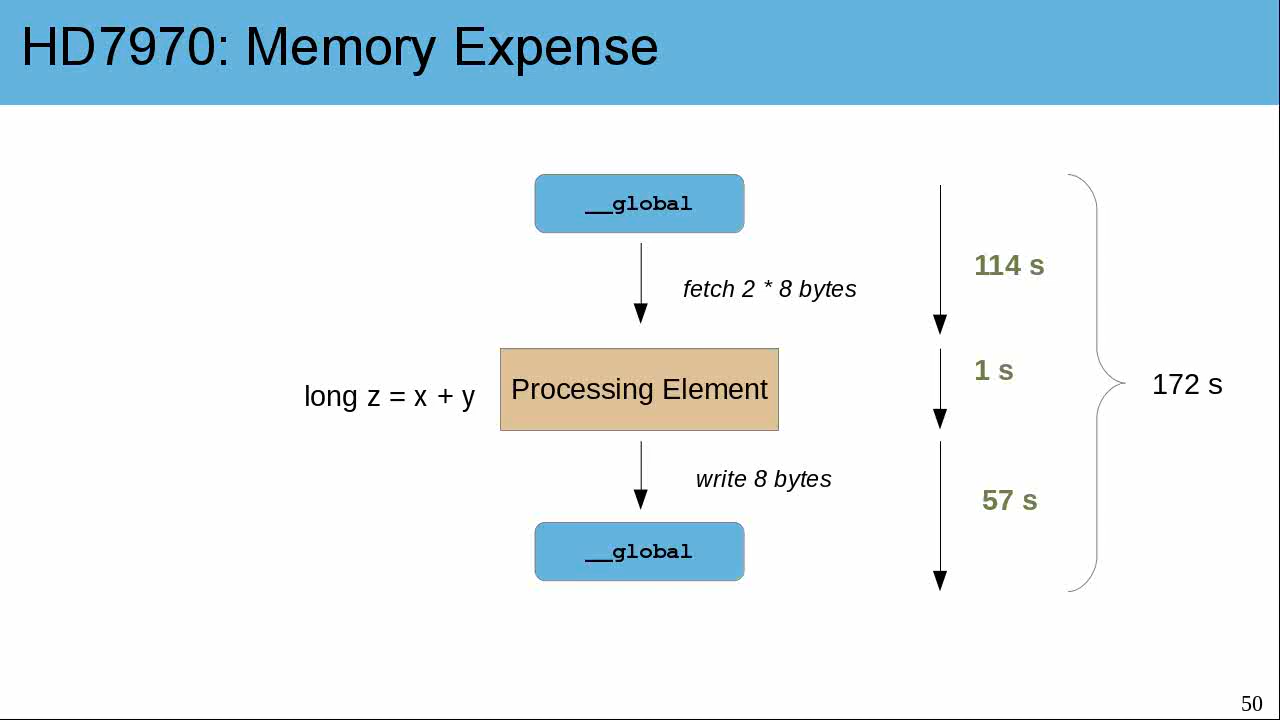 HD7970: Memory Expense
__global
114 s
fetch 2 * 8 bytes
1 s
172 s
long z = x + y
Processing Element
write 8 bytes
57 s
__global
50